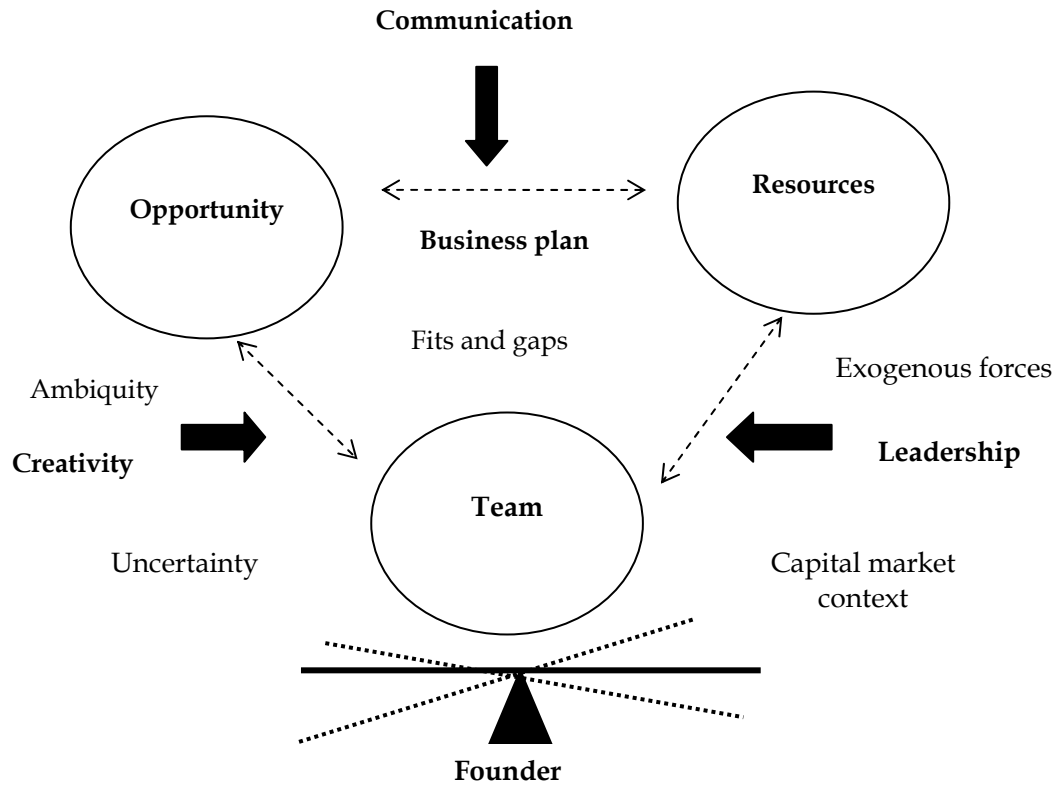 Communication
Opportunity
Resources
Business plan
Fits and gaps
Ambiquity
Exogenous forces
Creativity
Leadership
Team
Uncertainty
Capital market
context
Founder